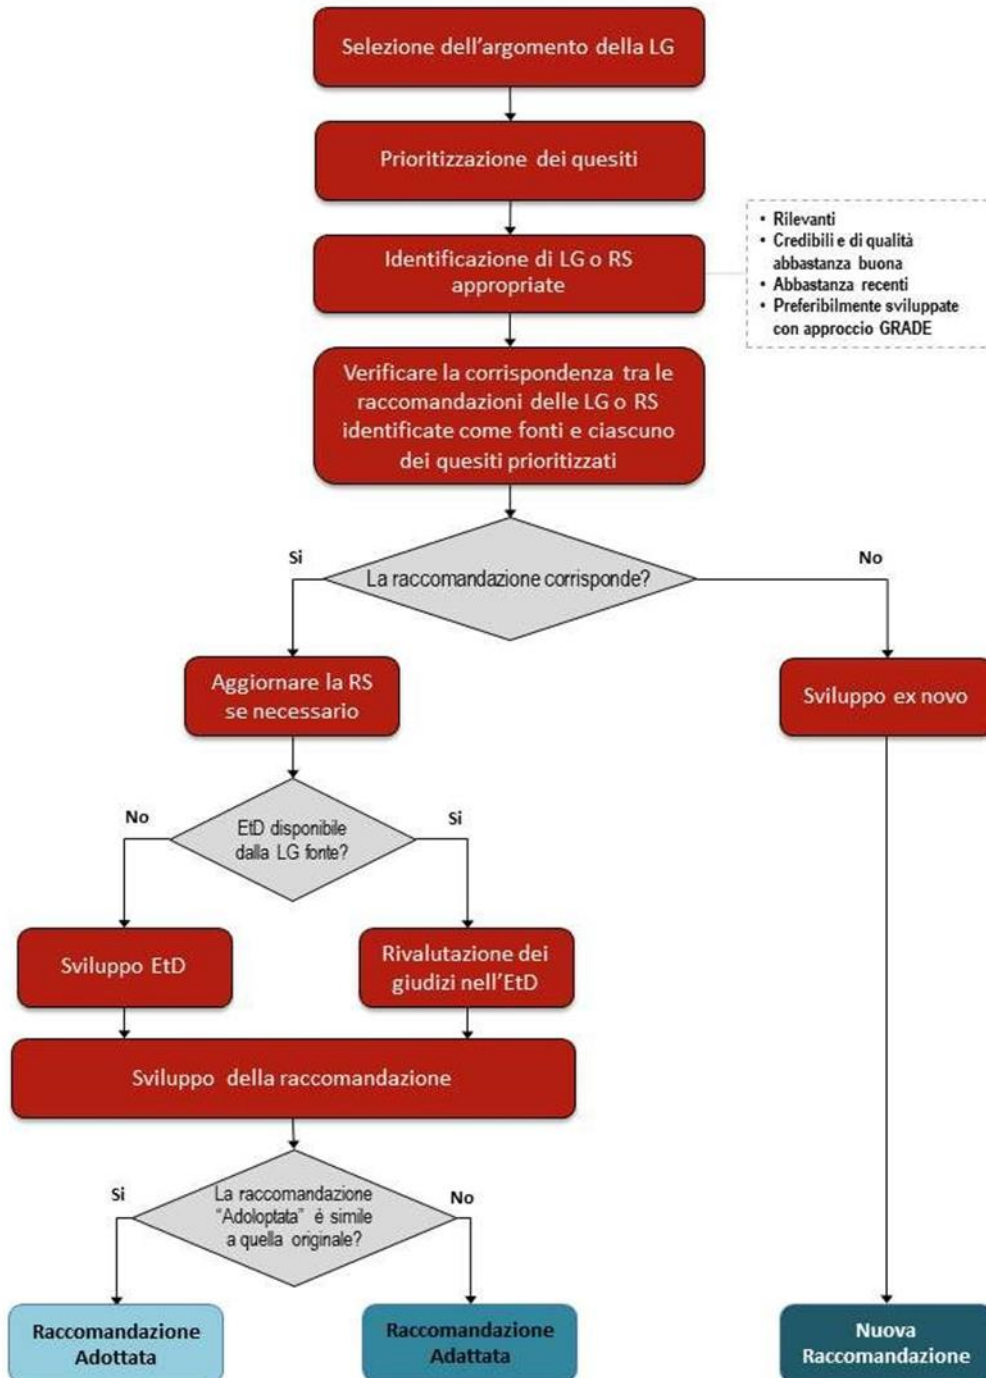 Selezione dell'argomento della LG
Prioritizzazione dei quesiti
Identificazione di LG o RS
appropriate
• Rilevanti
• Credibili e di qualità
abbastanza buona
• Abbastanza recenti
• Preferibilmente sviluppate
con approccio GRADE
Verificare la corrispondenza tra le
raccomandazioni delle LG o RS
identificate come fonti e ciascuno
dei quesiti prioritizzati
Si
La raccomandazione corrisponde?
No
Aggiornare la RS
se necessario
Sviluppo ex novo
No
EtD disponibile
dalla LG fonte?
Si
Sviluppo EtD
Rivalutazione dei
giudizi nell'EtD
Sviluppo della raccomandazione
Si
La raccomandazione
"Adoloptata" è simile
a quella originale?
No
Raccomandazione
Adottata
Raccomandazione
Adattata
Nuova
Raccomandazione